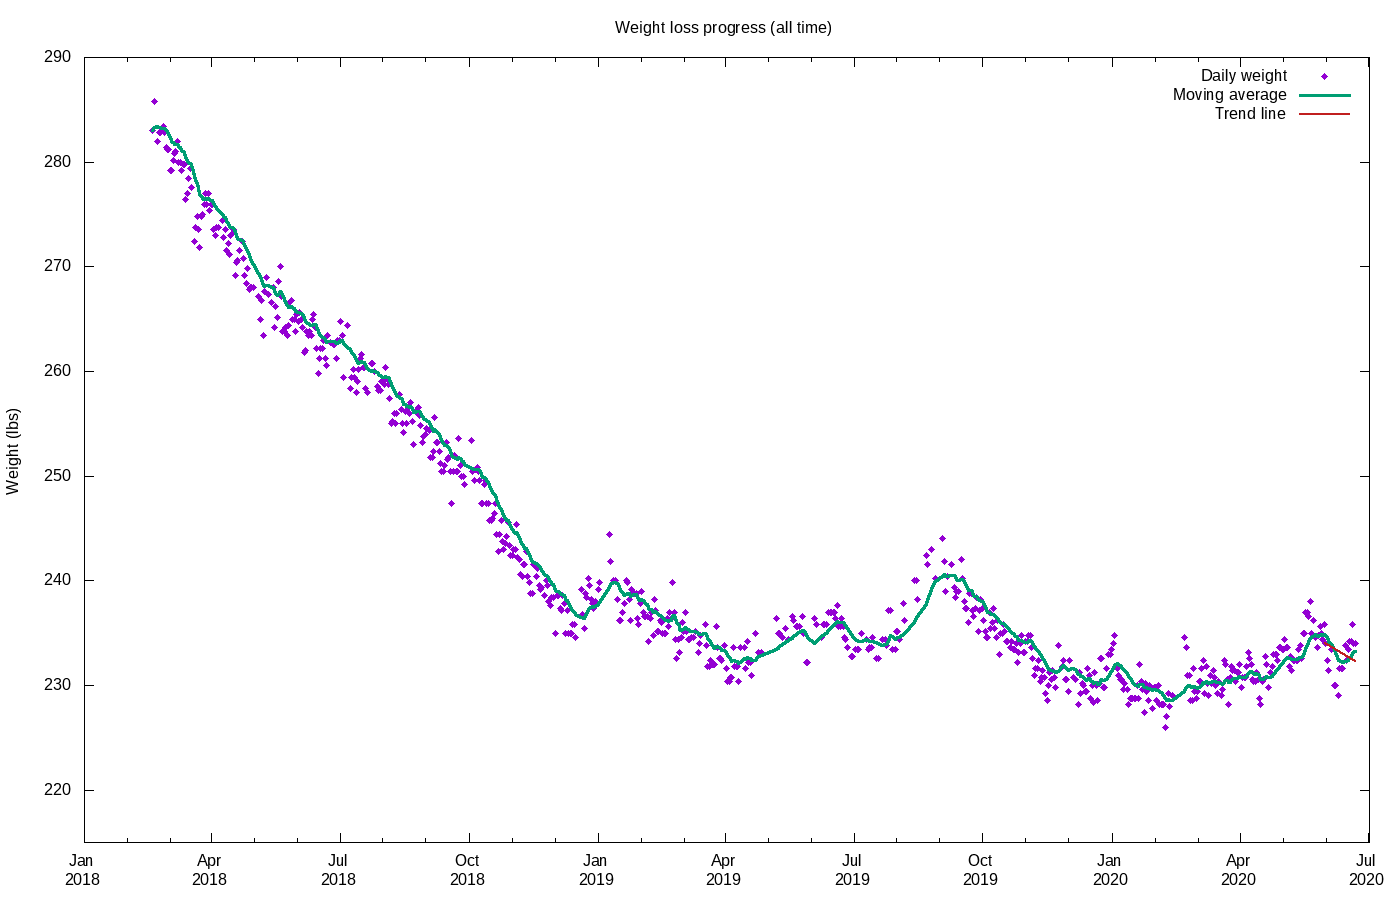 Weight loss progress (all time)
Daily weight
Moving average
Trend line
Weight (lbs)
290
280
270
260
250
240
230
220
Jan Apr Jul Oct Jan Apr Jul Oct Jan Apr Jul
2018 2018 2018 2018 2019 2019 2019 2019 2020 2020 2020